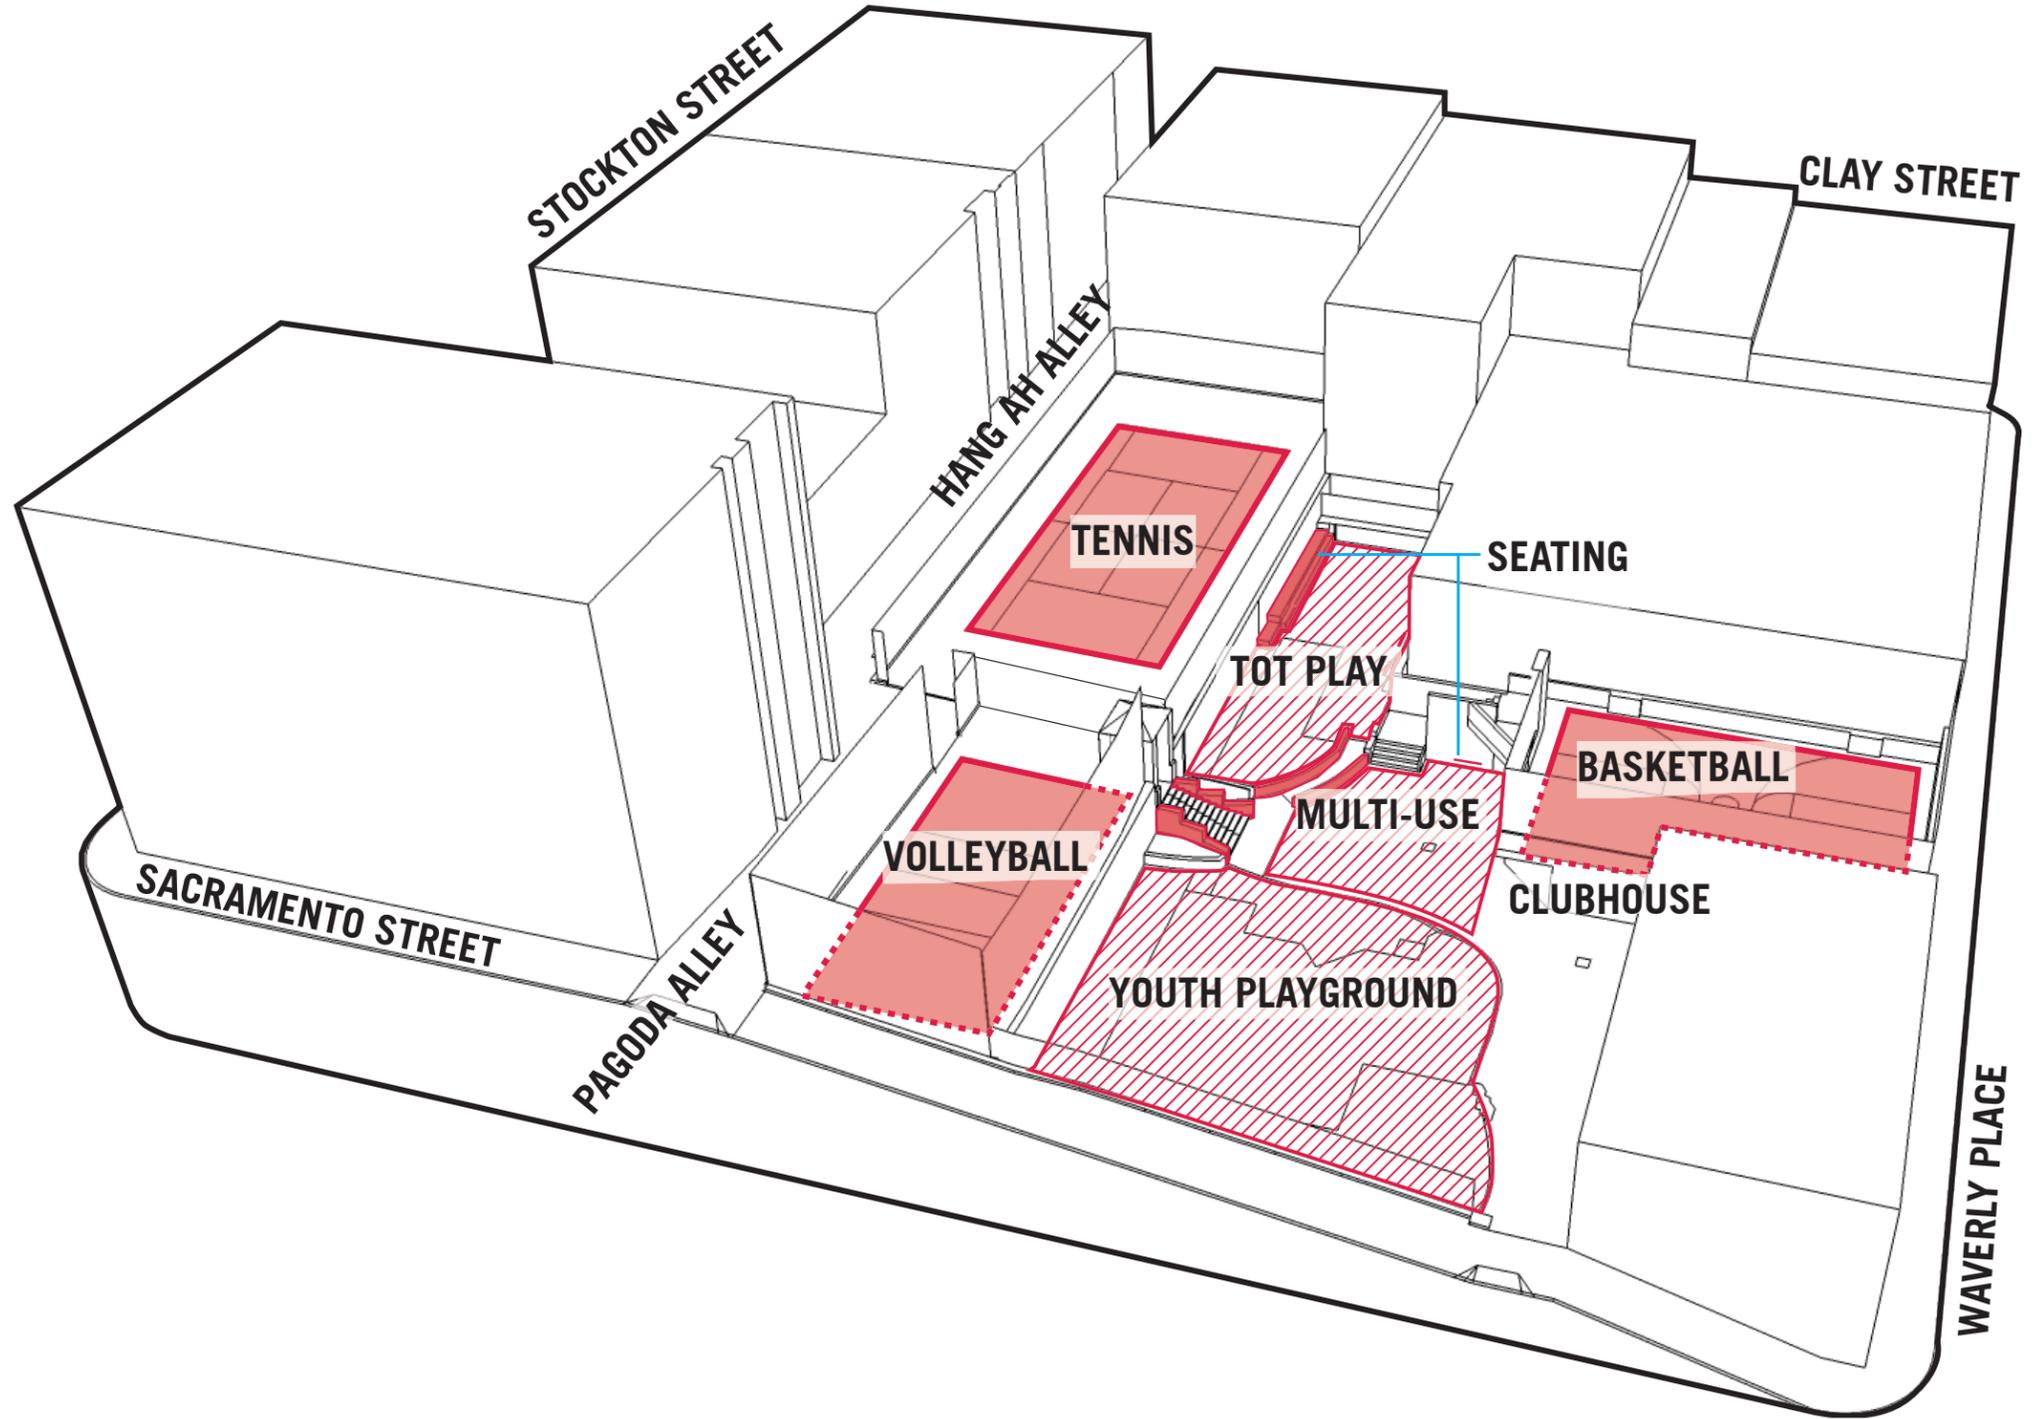 STOCKTON STREET
CLAY STREET
HANG AH ALLEY
TENNIS
SEATING
TOT PLAY
BASKETBALL
MULTI-USE
VOLLEYBALL
CLUBHOUSE
SACRAMENTO STREET
PAGODA ALLEY
YOUTH PLAYGROUND
WAVERLY PLACE